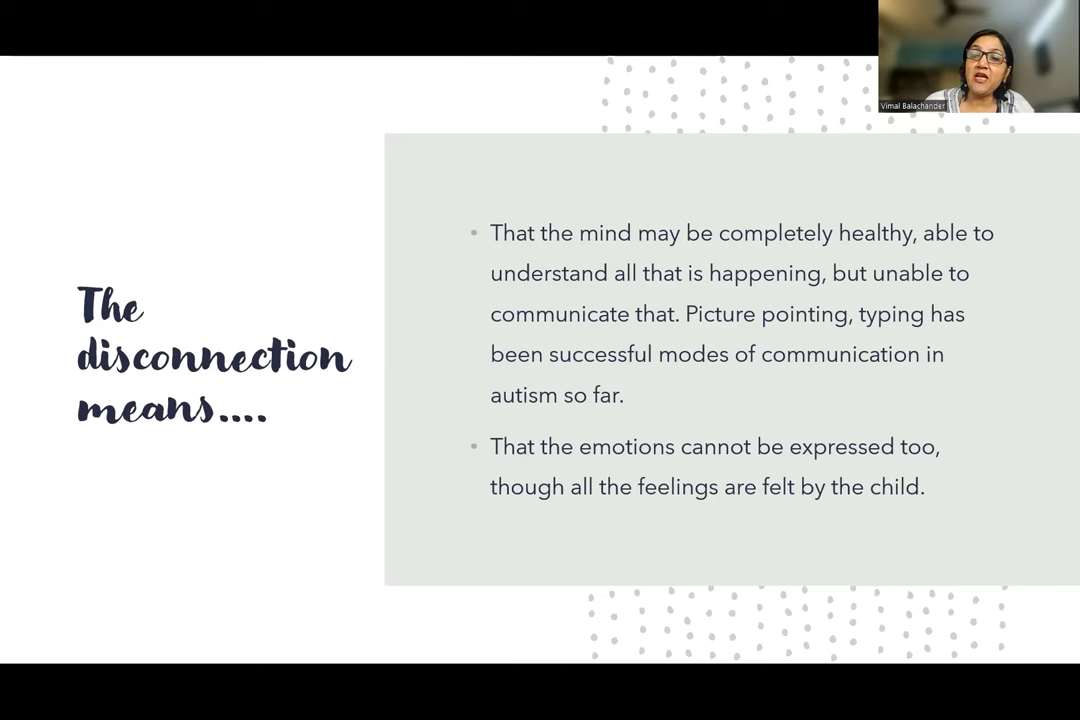 Vimal Balachander
The
disconnection
means....
• That the mind may be completely healthy, able to
understand all that is happening, but unable to
communicate that. Picture pointing, typing has
been successful modes of communication in
autism so far.
• That the emotions cannot be expressed too,
though all the feelings are felt by the child.